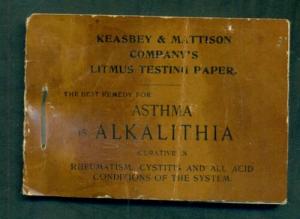 KEASBEY & MATTISON
COMPANY'S
LITMUS TESTING PAPER.
THE BEST REMEDY FOR
ASTHMA
IS ALKALITHIA
CURATIVE IN
RHEUMATISM, CYSTITIS AND ALL ACID
CONDITIONS OF THE SYSTEM.